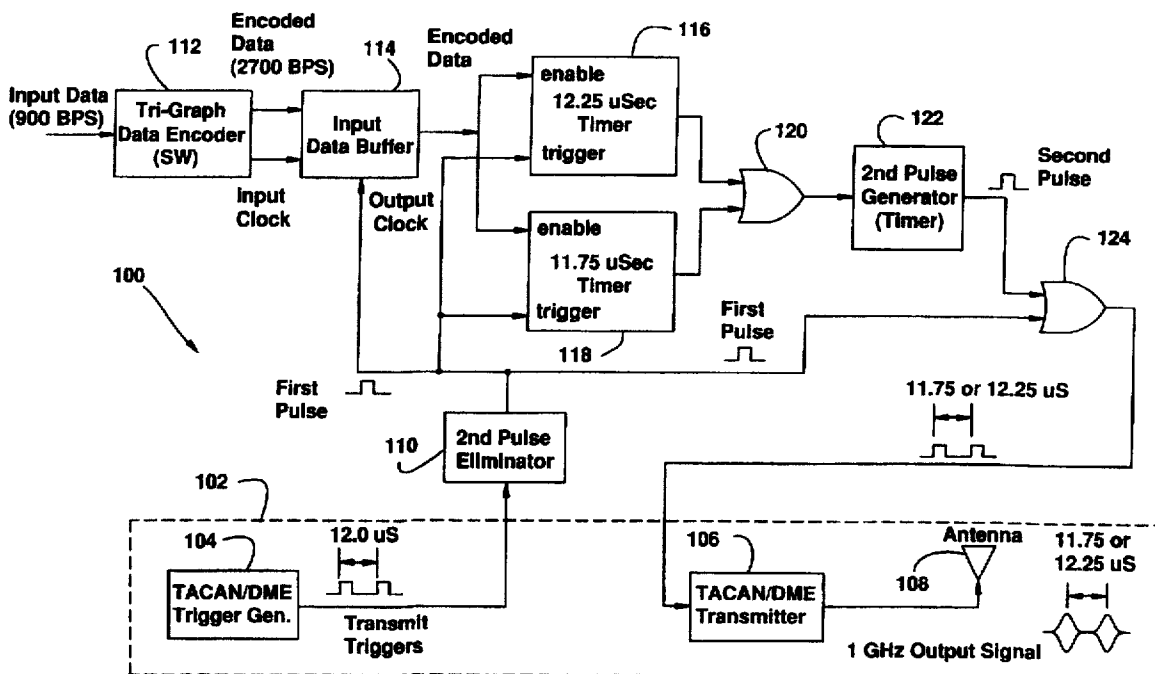 112
Encoded
Data
(2700 BPS)
114
Encoded
Data
116
Input Data
(900 BPS)
Tri-Graph
Data Encoder
(SW)
Input
Data Buffer
enable
12.25 uSec
Timer
trigger
120
122
2nd Pulse
Generator
(Timer)
Second
Pulse
Input
Clock
Output
Clock
enable
11.75 uSec
Timer
trigger
118
124
100
First
Pulse
First
Pulse
11.75 or 12.25 uS
110
2nd Pulse
Eliminator
102
104
12.0 uS
TACAN/DME
Trigger Gen.
Transmit
Triggers
106
TACAN/DME
Transmitter
Antenna
108
11.75 or
12.25 uS
1 GHz Output Signal